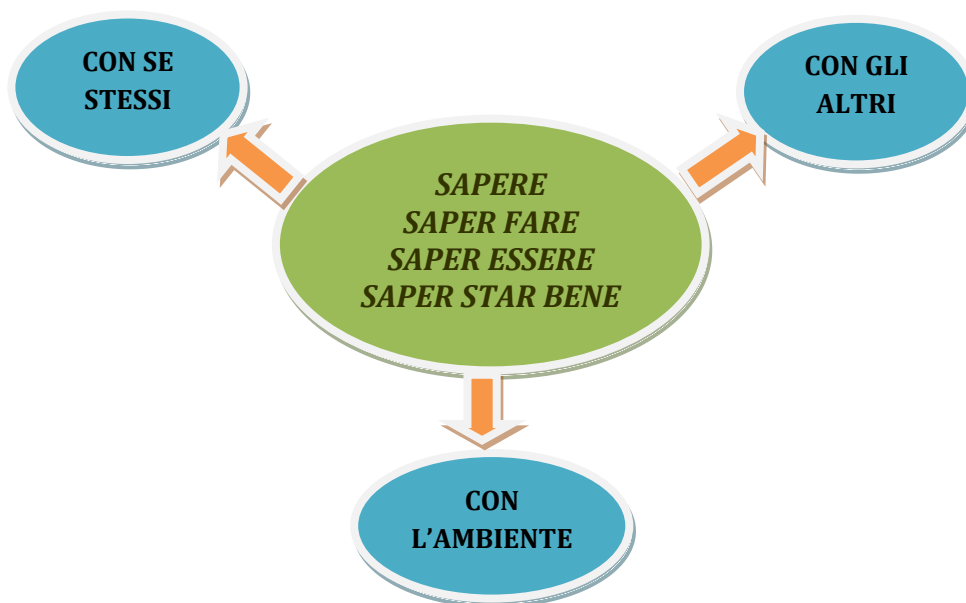 CON SE
STESSI
CON GLI
ALTRI
SAPERE
SAPER FARE
SAPER ESSERE
SAPER STAR BENE
CON
L’AMBIENTE